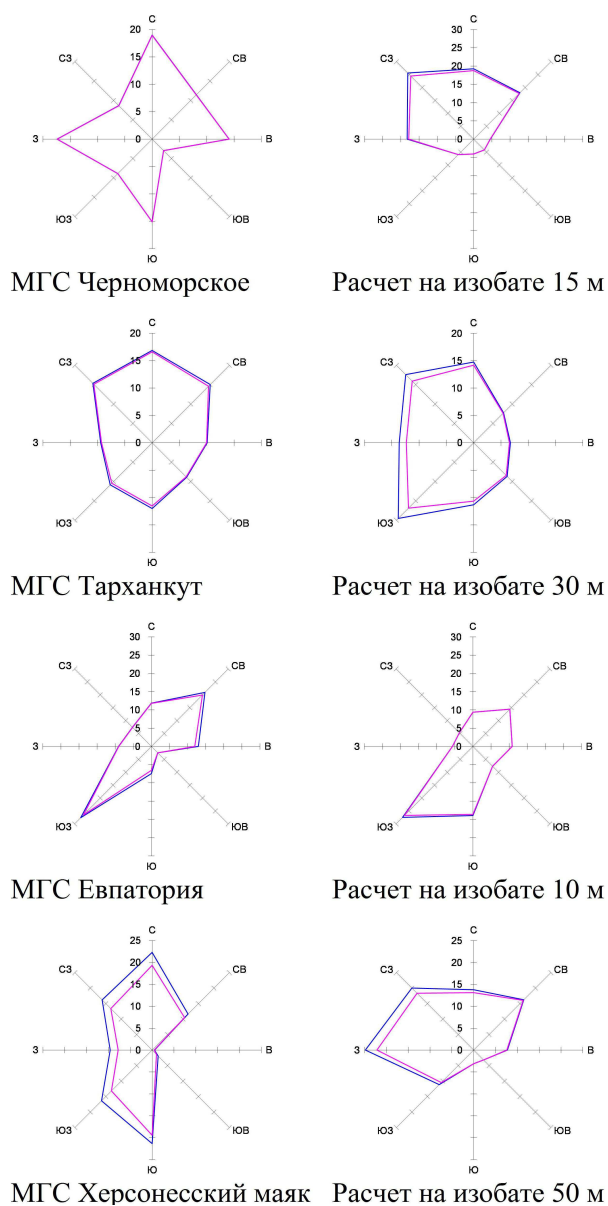 С
20
15
10
5
0
СВ
В
ЮВ
Ю
ЮЗ
З
СЗ
МГС Черноморское
С
30
25
20
15
10
5
0
СВ
В
ЮВ
Ю
ЮЗ
З
СЗ
Расчет на изобате 15 м
С
20
15
10
5
0
СВ
В
ЮВ
Ю
ЮЗ
З
СЗ
МГС Тарханкут
С
20
15
10
5
0
СВ
В
ЮВ
Ю
ЮЗ
З
СЗ
Расчет на изобате 30 м
С
30
25
20
15
10
5
0
СВ
В
ЮВ
Ю
ЮЗ
З
СЗ
МГС Евпатория
С
30
25
20
15
10
5
0
СВ
В
ЮВ
Ю
ЮЗ
З
СЗ
Расчет на изобате 10 м
С
25
20
15
10
5
0
СВ
В
ЮВ
Ю
ЮЗ
З
СЗ
МГС Херсонесский маяк
С
25
20
15
10
5
0
СВ
В
ЮВ
Ю
ЮЗ
З
СЗ
Расчет на изобате 50 м